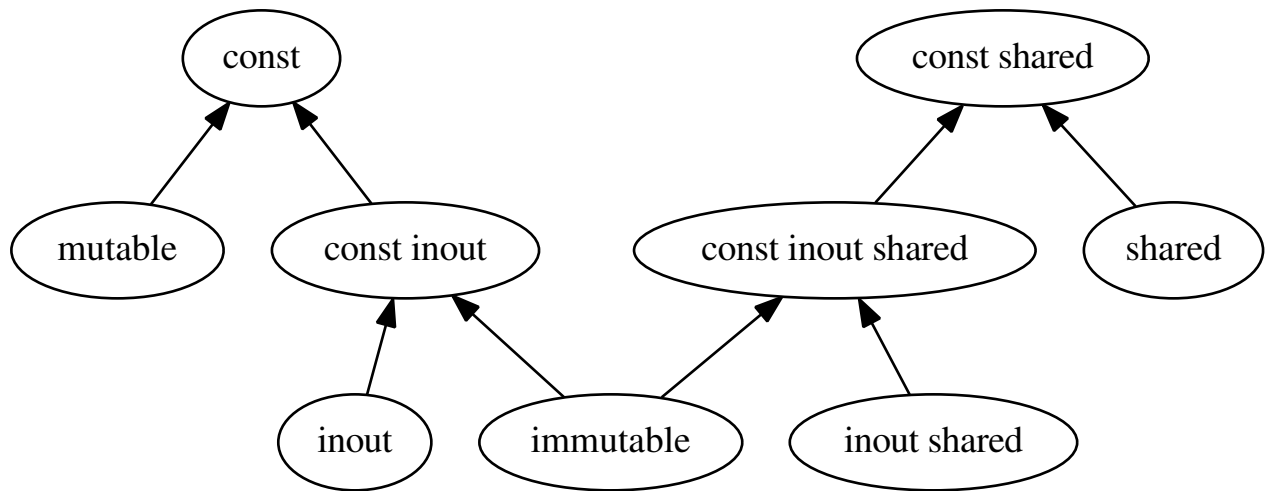 const
const shared
mutable
const inout
const inout shared
shared
inout
immutable
inout shared